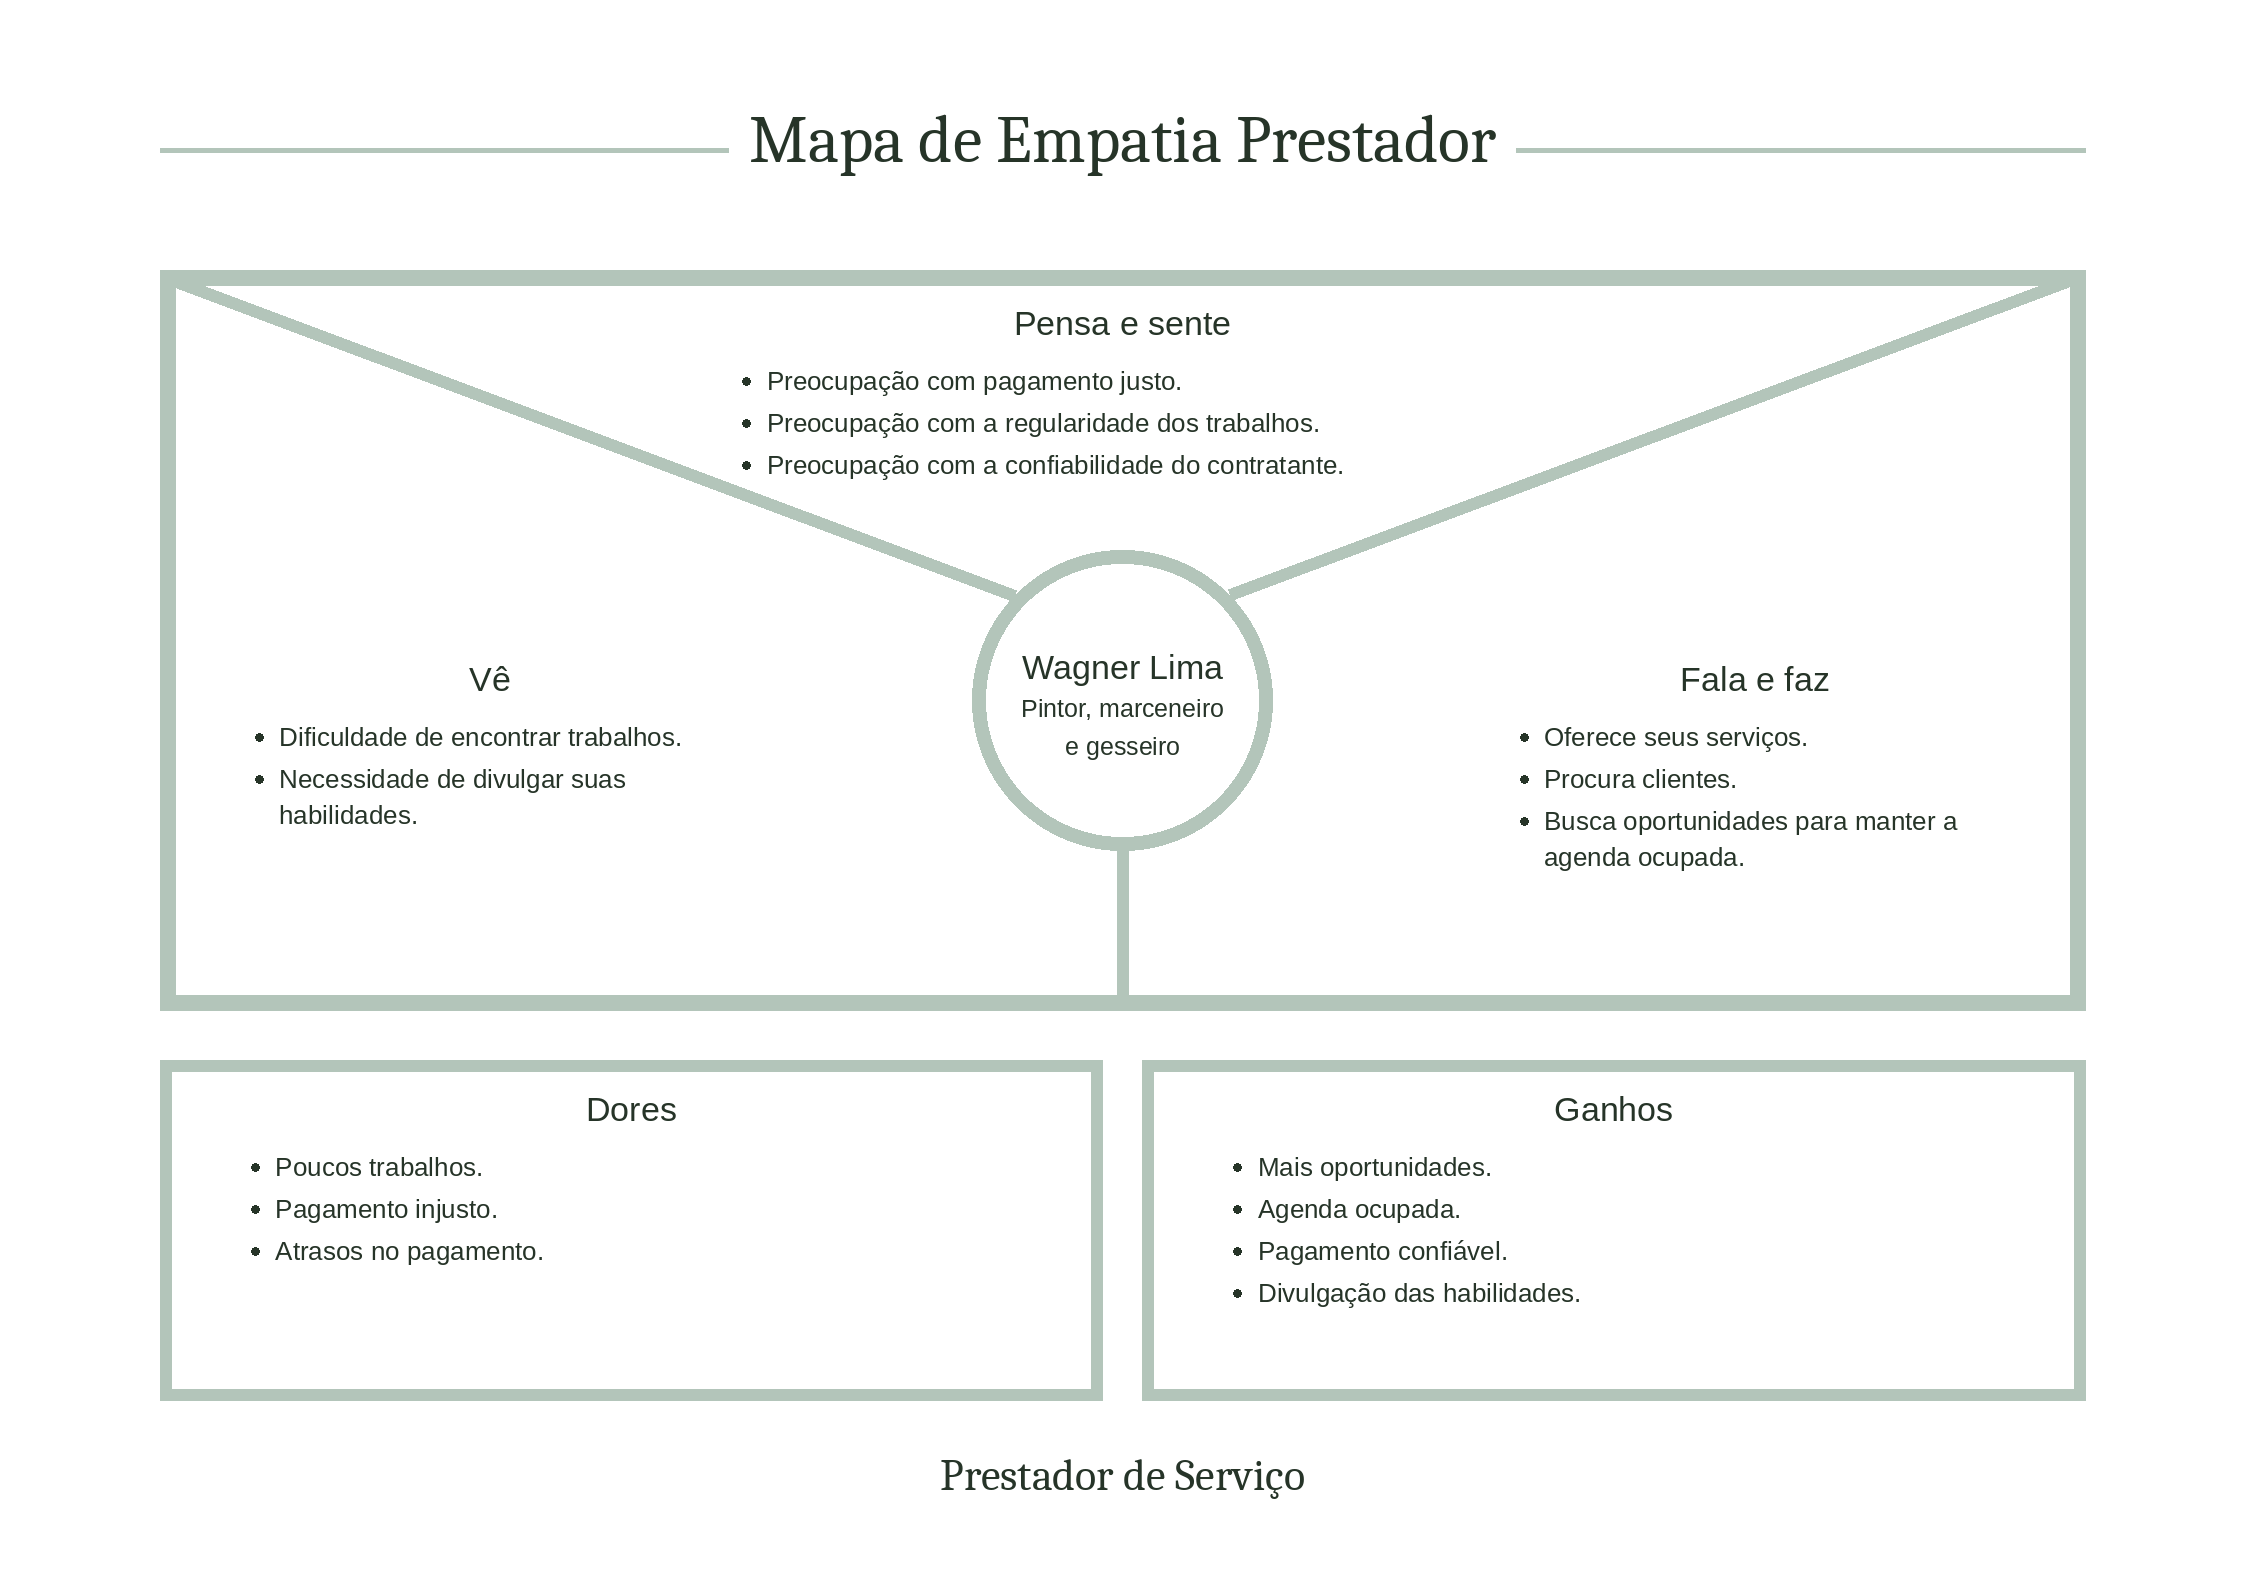 Mapa de Empatia Prestador
Pensa e sente
• Preocupação com pagamento justo.
• Preocupação com a regularidade dos trabalhos.
• Preocupação com a confiabilidade do contratante.
Vê
• Dificuldade de encontrar trabalhos.
• Necessidade de divulgar suas
habilidades.
Wagner Lima
Pintor, marceneiro
e gesseiro
Fala e faz
• Oferece seus serviços.
• Procura clientes.
• Busca oportunidades para manter a
agenda ocupada.
Dores
• Poucos trabalhos.
• Pagamento injusto.
• Atrasos no pagamento.
Ganhos
• Mais oportunidades.
• Agenda ocupada.
• Pagamento confiável.
• Divulgação das habilidades.
Prestador de Serviço